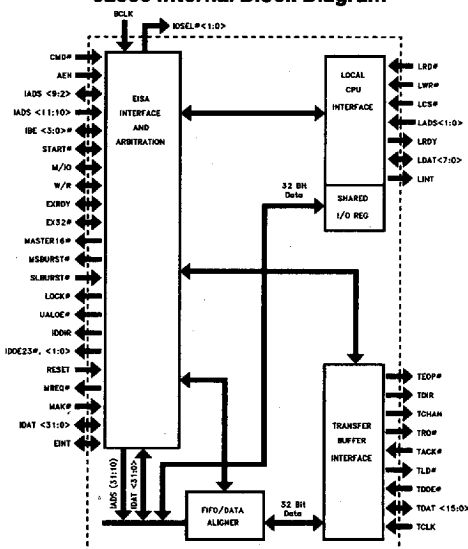 BCLK
IOSEL#<1:0>
CMD#
AEN
IADS <9:2>
IADS <11:10>
IBE <3:0>#
START#
M/IO
W/R
EXRDY
EX32#
MASTER16#
MSBURST#
SLBURST#
LOCK#
UALOE#
IDDIR
IDOE23#, <1:0>
RESET
MREQ#
MAK#
IDAT <31:0>
EINT
EISA
INTERFACE
AND
ARBITRATION
LOCAL
CPU
INTERFACE
SHARED
I/O REG
32 Bit
Data
LRD#
LWR#
LCS#
LADS<1:0>
LRDY
LDAT<7:0>
LINT
TRANSFER
BUFFER
INTERFACE
TEOP#
TDIR
TCHAN
TRQ#
TACK#
TLD#
TDOE#
TDAT <15:0>
TCLK
IADS (31:10)
IDAT <31:0>
FIFO/DATA
ALIGNER
32 Bit
Data